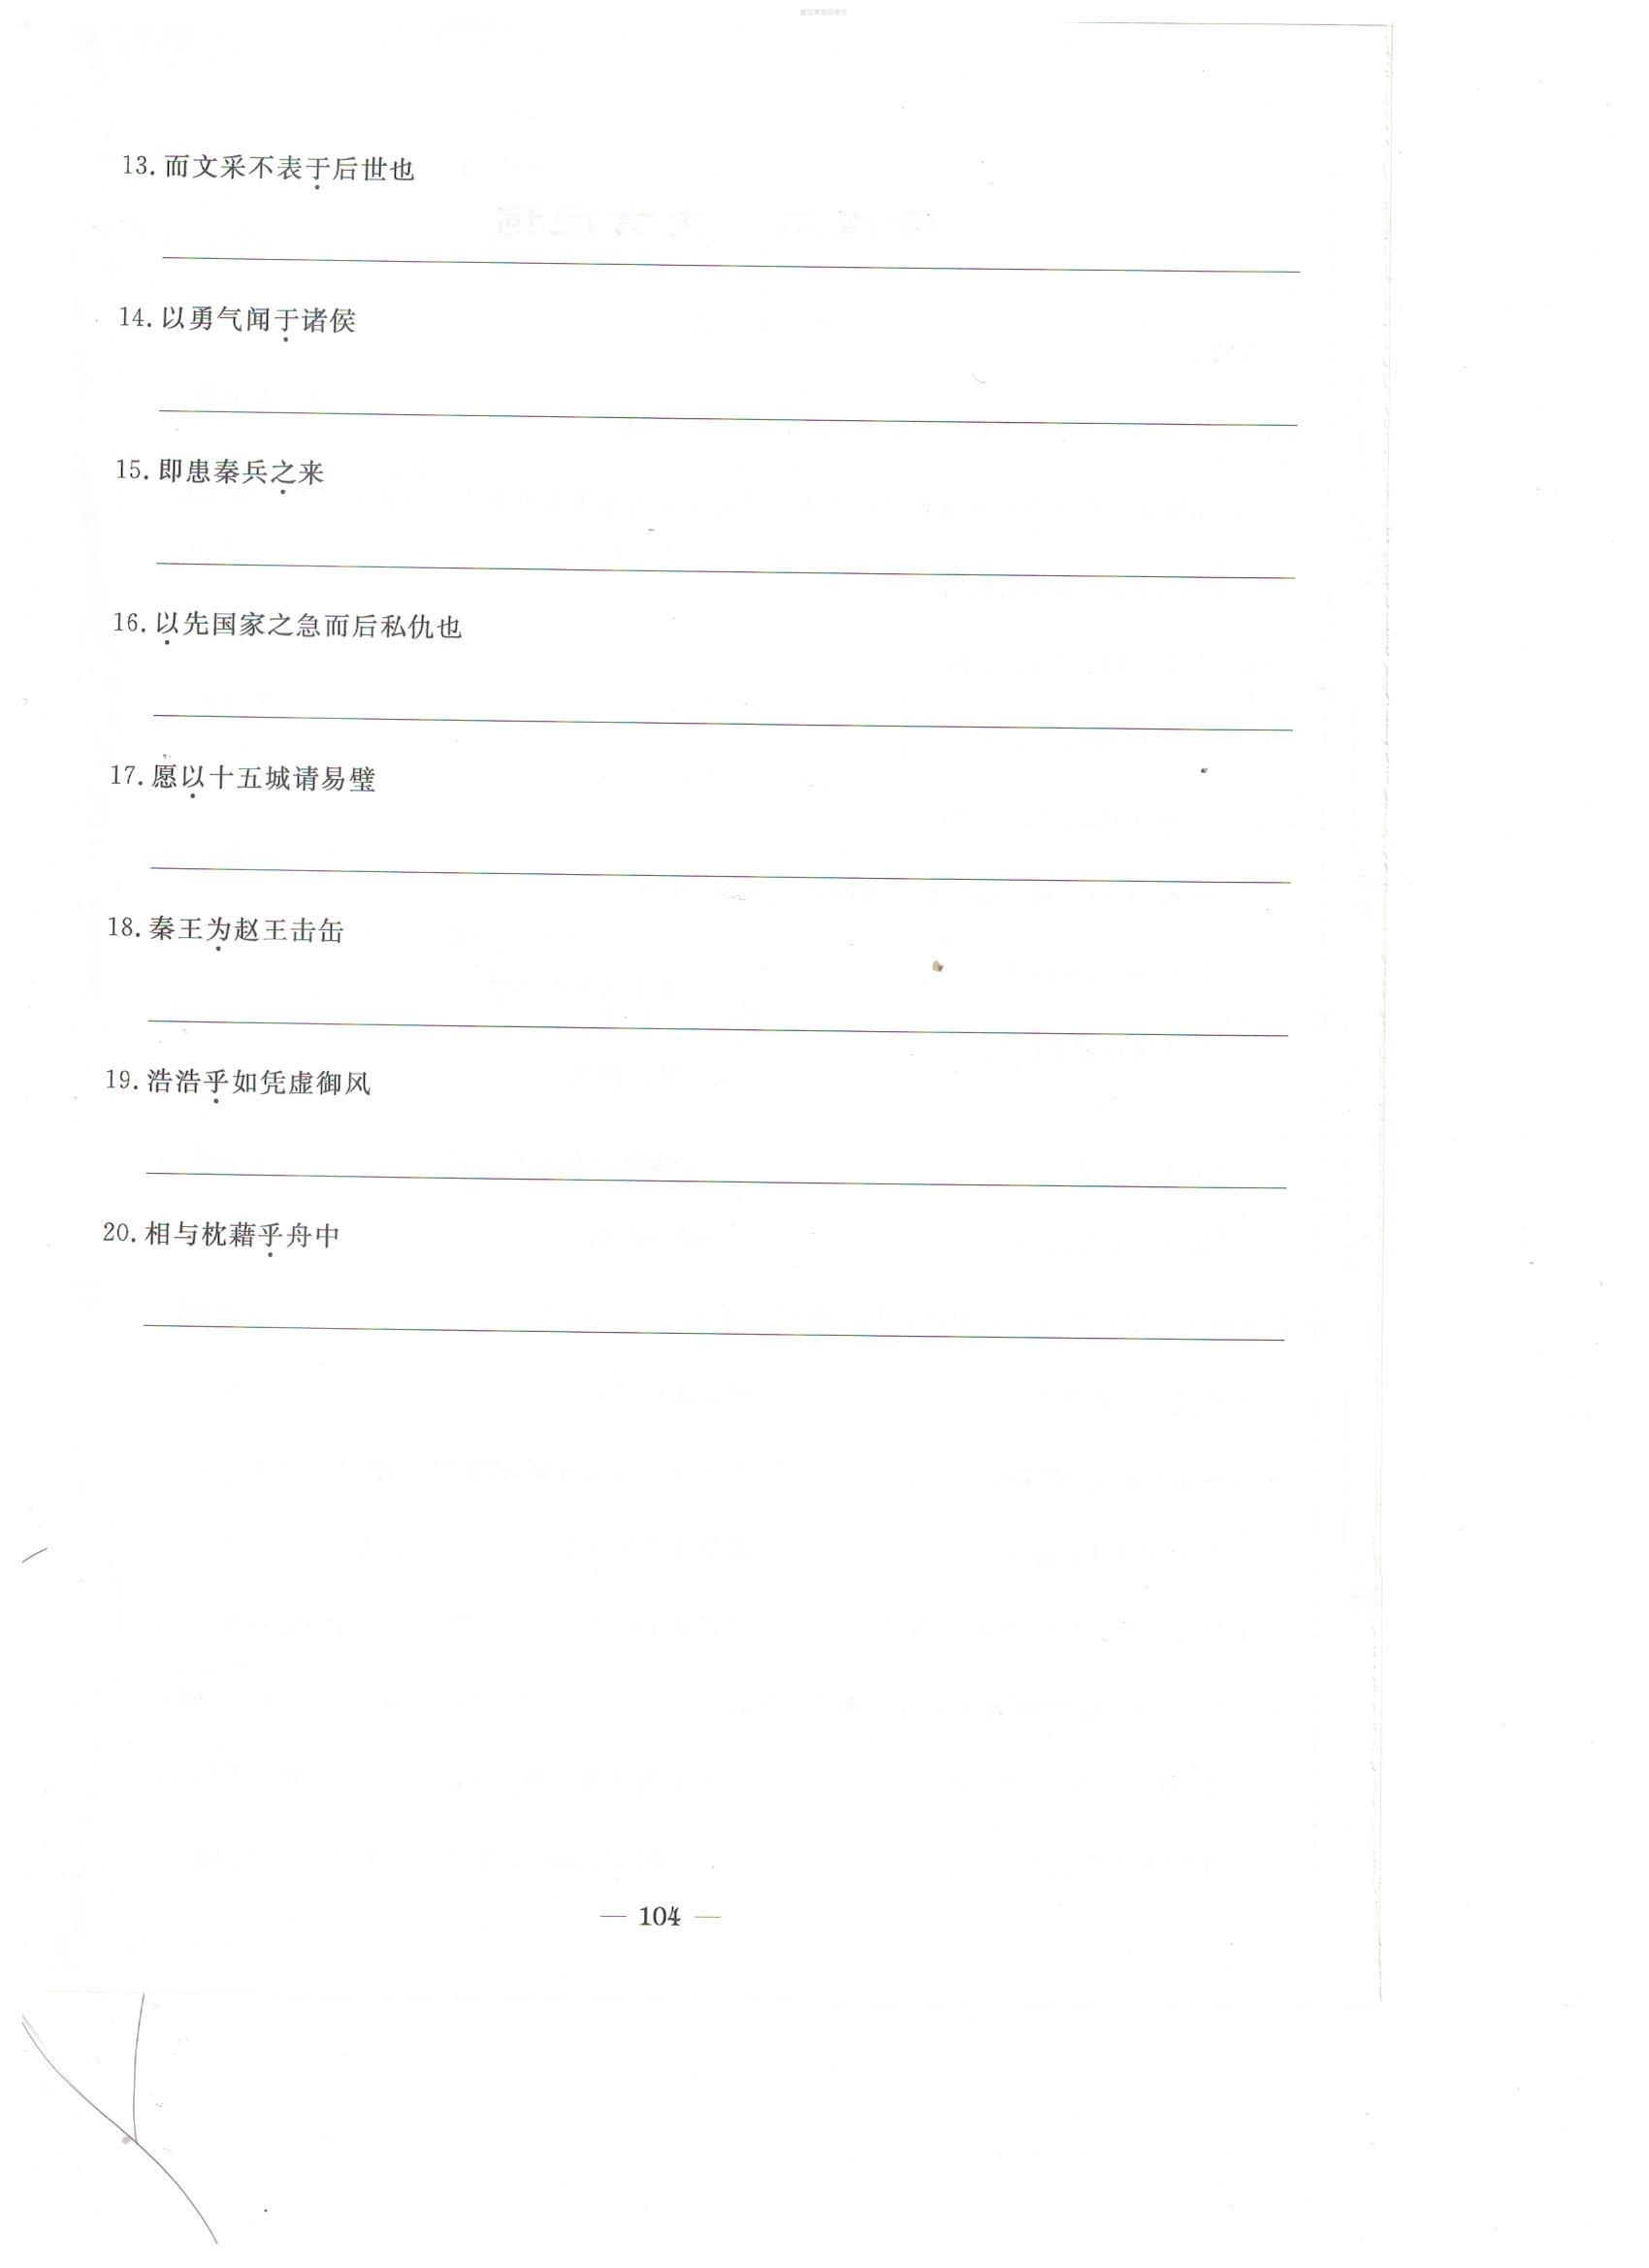 13. 而文采不表于后世也
14. 以勇气闻于诸侯
15. 即患秦兵之来
16. 以先国家之急而后私仇也
17. 愿以十五城请易璧
18. 秦王为赵王击缶
19. 浩浩乎如凭虚御风
20. 相与枕藉乎舟中
— 104 —